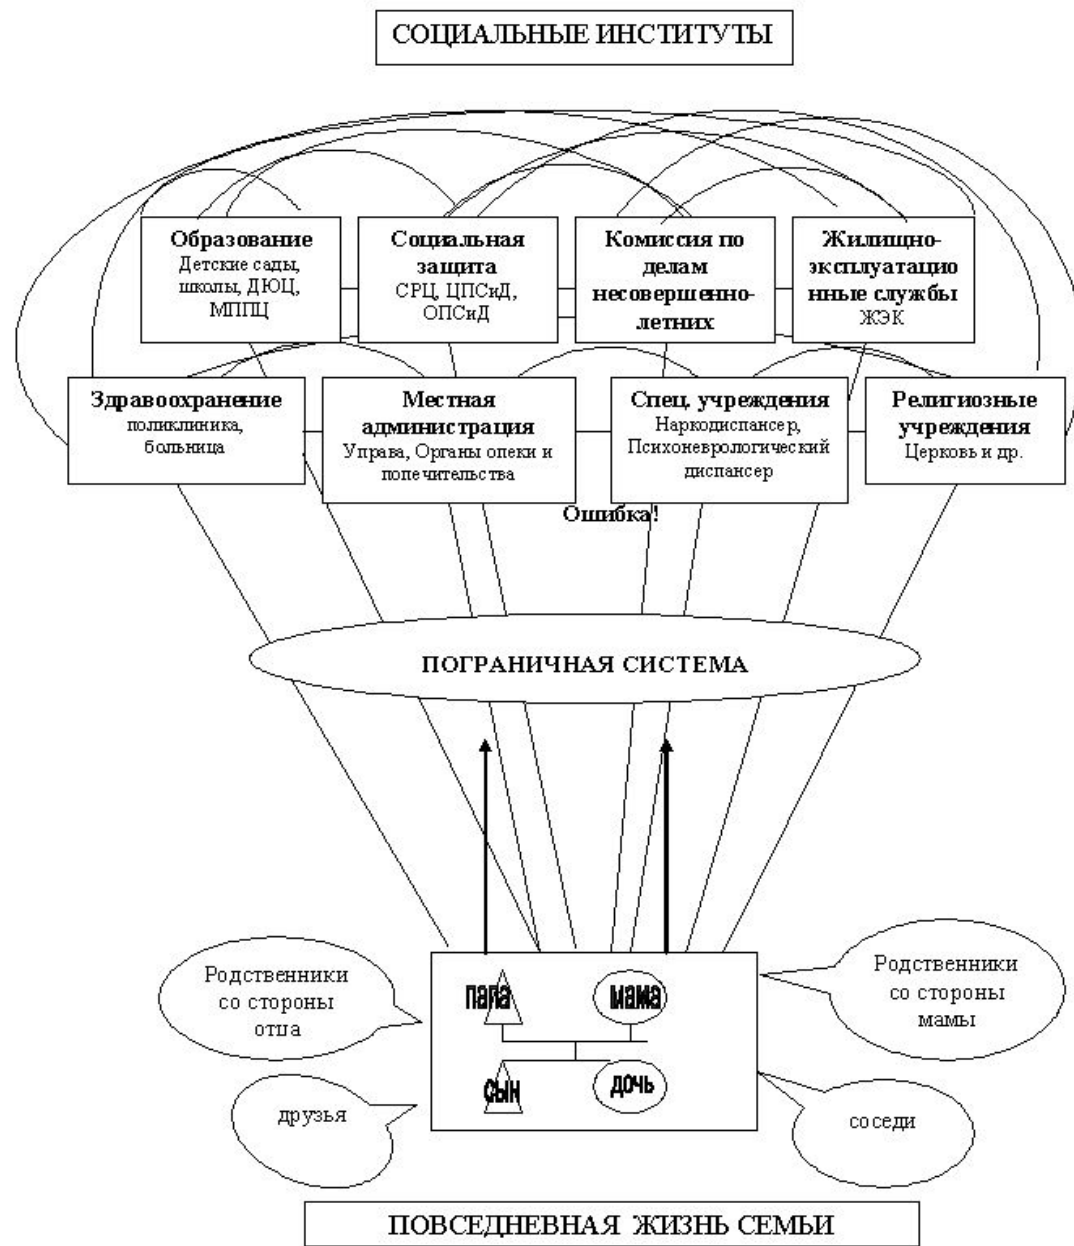 СОЦИАЛЬНЫЕ ИНСТИТУТЫ
Образование
Детские сады,
школы, ДЮЦ,
МППЦ
Социальная
защита
СРЦ, ЦПСиД,
ОПСиД
Комиссия по
делам
несовершенно-
летних
Жилищно-
эксплуатацио
нные службы
ЖЭК
Здравоохранение
поликлиника,
больница
Местная
администрация
Управа, Органы опеки и
попечительства
Спец. учреждения
Наркодиспансер,
Психоневрологический
диспансер
Религиозные
учреждения
Церковь и др.
Ошибка!
ПОГРАНИЧНАЯ СИСТЕМА
Родственники
со стороны
отца
папа
мама
Родственники
со стороны
мамы
друзья
сын
дочь
соседи
ПОВСЕДНЕВНАЯ ЖИЗНЬ СЕМЬИ